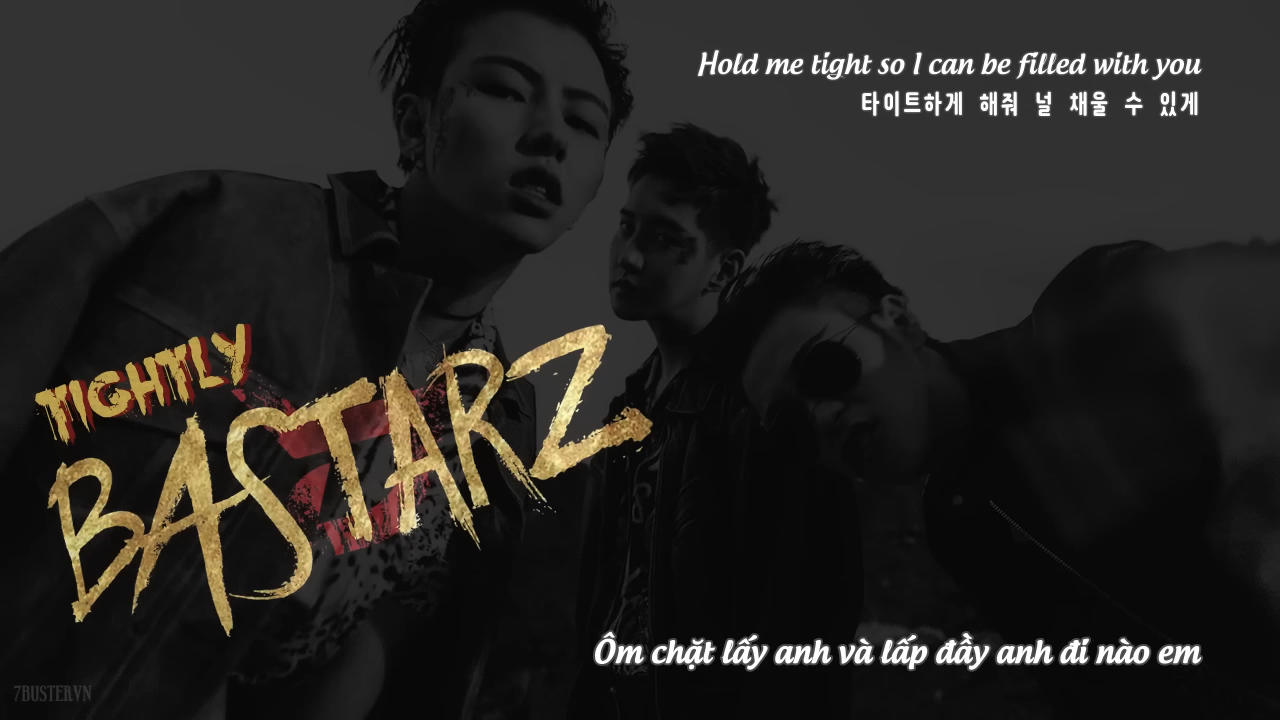 Hold me tight so I can be filled with you
타이트하게 해줘 널 채울 수 있게
TIGHTLY
BASTARZ
Ôm chặt lấy anh và lấp đầy anh đi nào em
7BUSTERVN